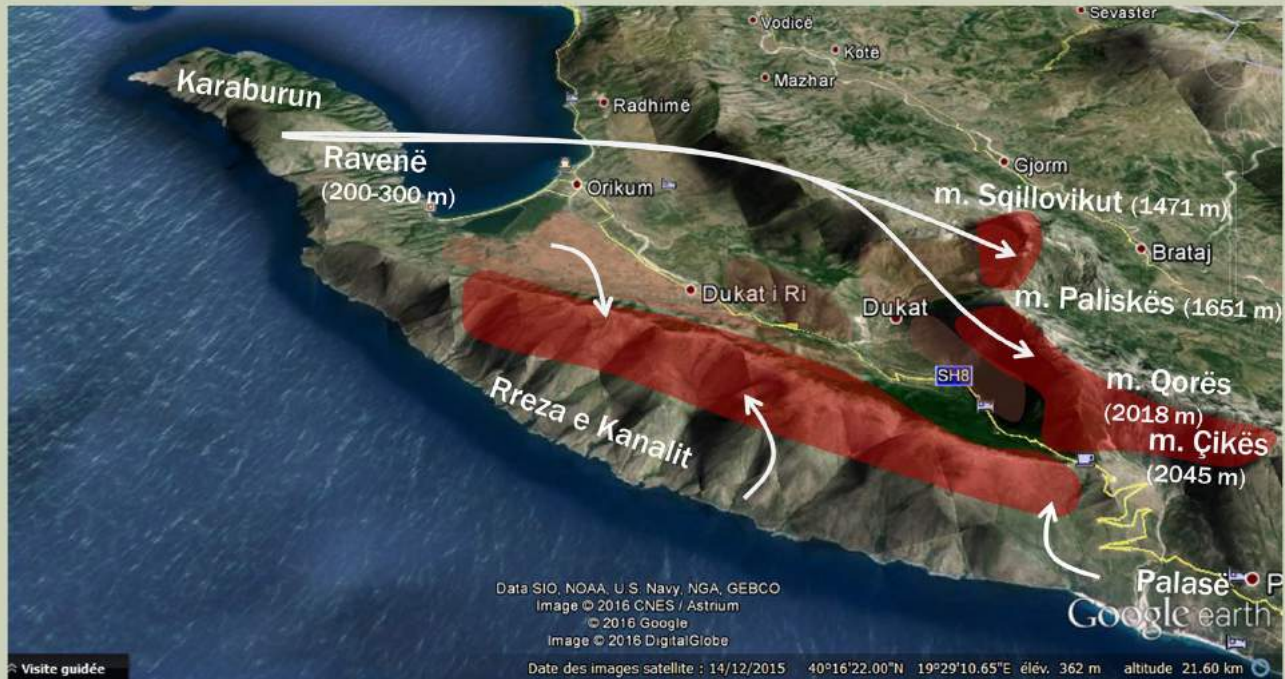 Sevaster
Vodicë
Kotë
Mazhar
Karaburun
Radhimë
Ravenë
(200-300 m)
Gjorm
Orikum
m. Sqillovikut (1471 m)
Brataj
Dukat i Ri
Dukat
m. Paliskës (1651 m)
SH8
m. Qorës
(2018 m)
Rreza e Kanalit
m. Çikës
(2045 m)
Palasë
P
Data SIO, NOAA, U.S. Navy, NGA, GEBCO
Image © 2016 CNES / Astrium
© 2016 Google
Image © 2016 DigitalGlobe
Google earth
Visite guidée
Date des images satellite : 14/12/2015 40°16'22.00"N 19°29'10.65"E élév. 362 m altitude 21.60 km